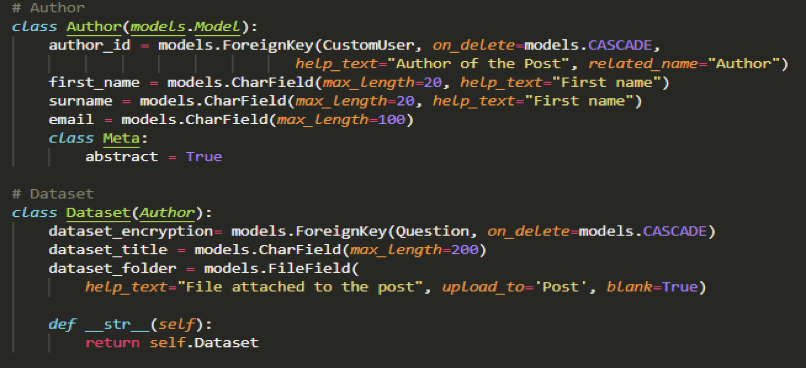 # Author
class Author(models.Model):
    author_id = models.ForeignKey(CustomUser, on_delete=models.CASCADE,
                                  help_text="Author of the Post", related_name="Author")
    first_name = models.CharField(max_length=20, help_text="First name")
    surname = models.CharField(max_length=20, help_text="First name")
    email = models.CharField(max_length=100)
    class Meta:
        abstract = True

# Dataset
class Dataset(Author):
    dataset_encryption= models.ForeignKey(Question, on_delete=models.CASCADE)
    dataset_title = models.CharField(max_length=200)
    dataset_folder = models.FileField(
        help_text="File attached to the post", upload_to='Post', blank=True)

    def __str__(self):
        return self.Dataset